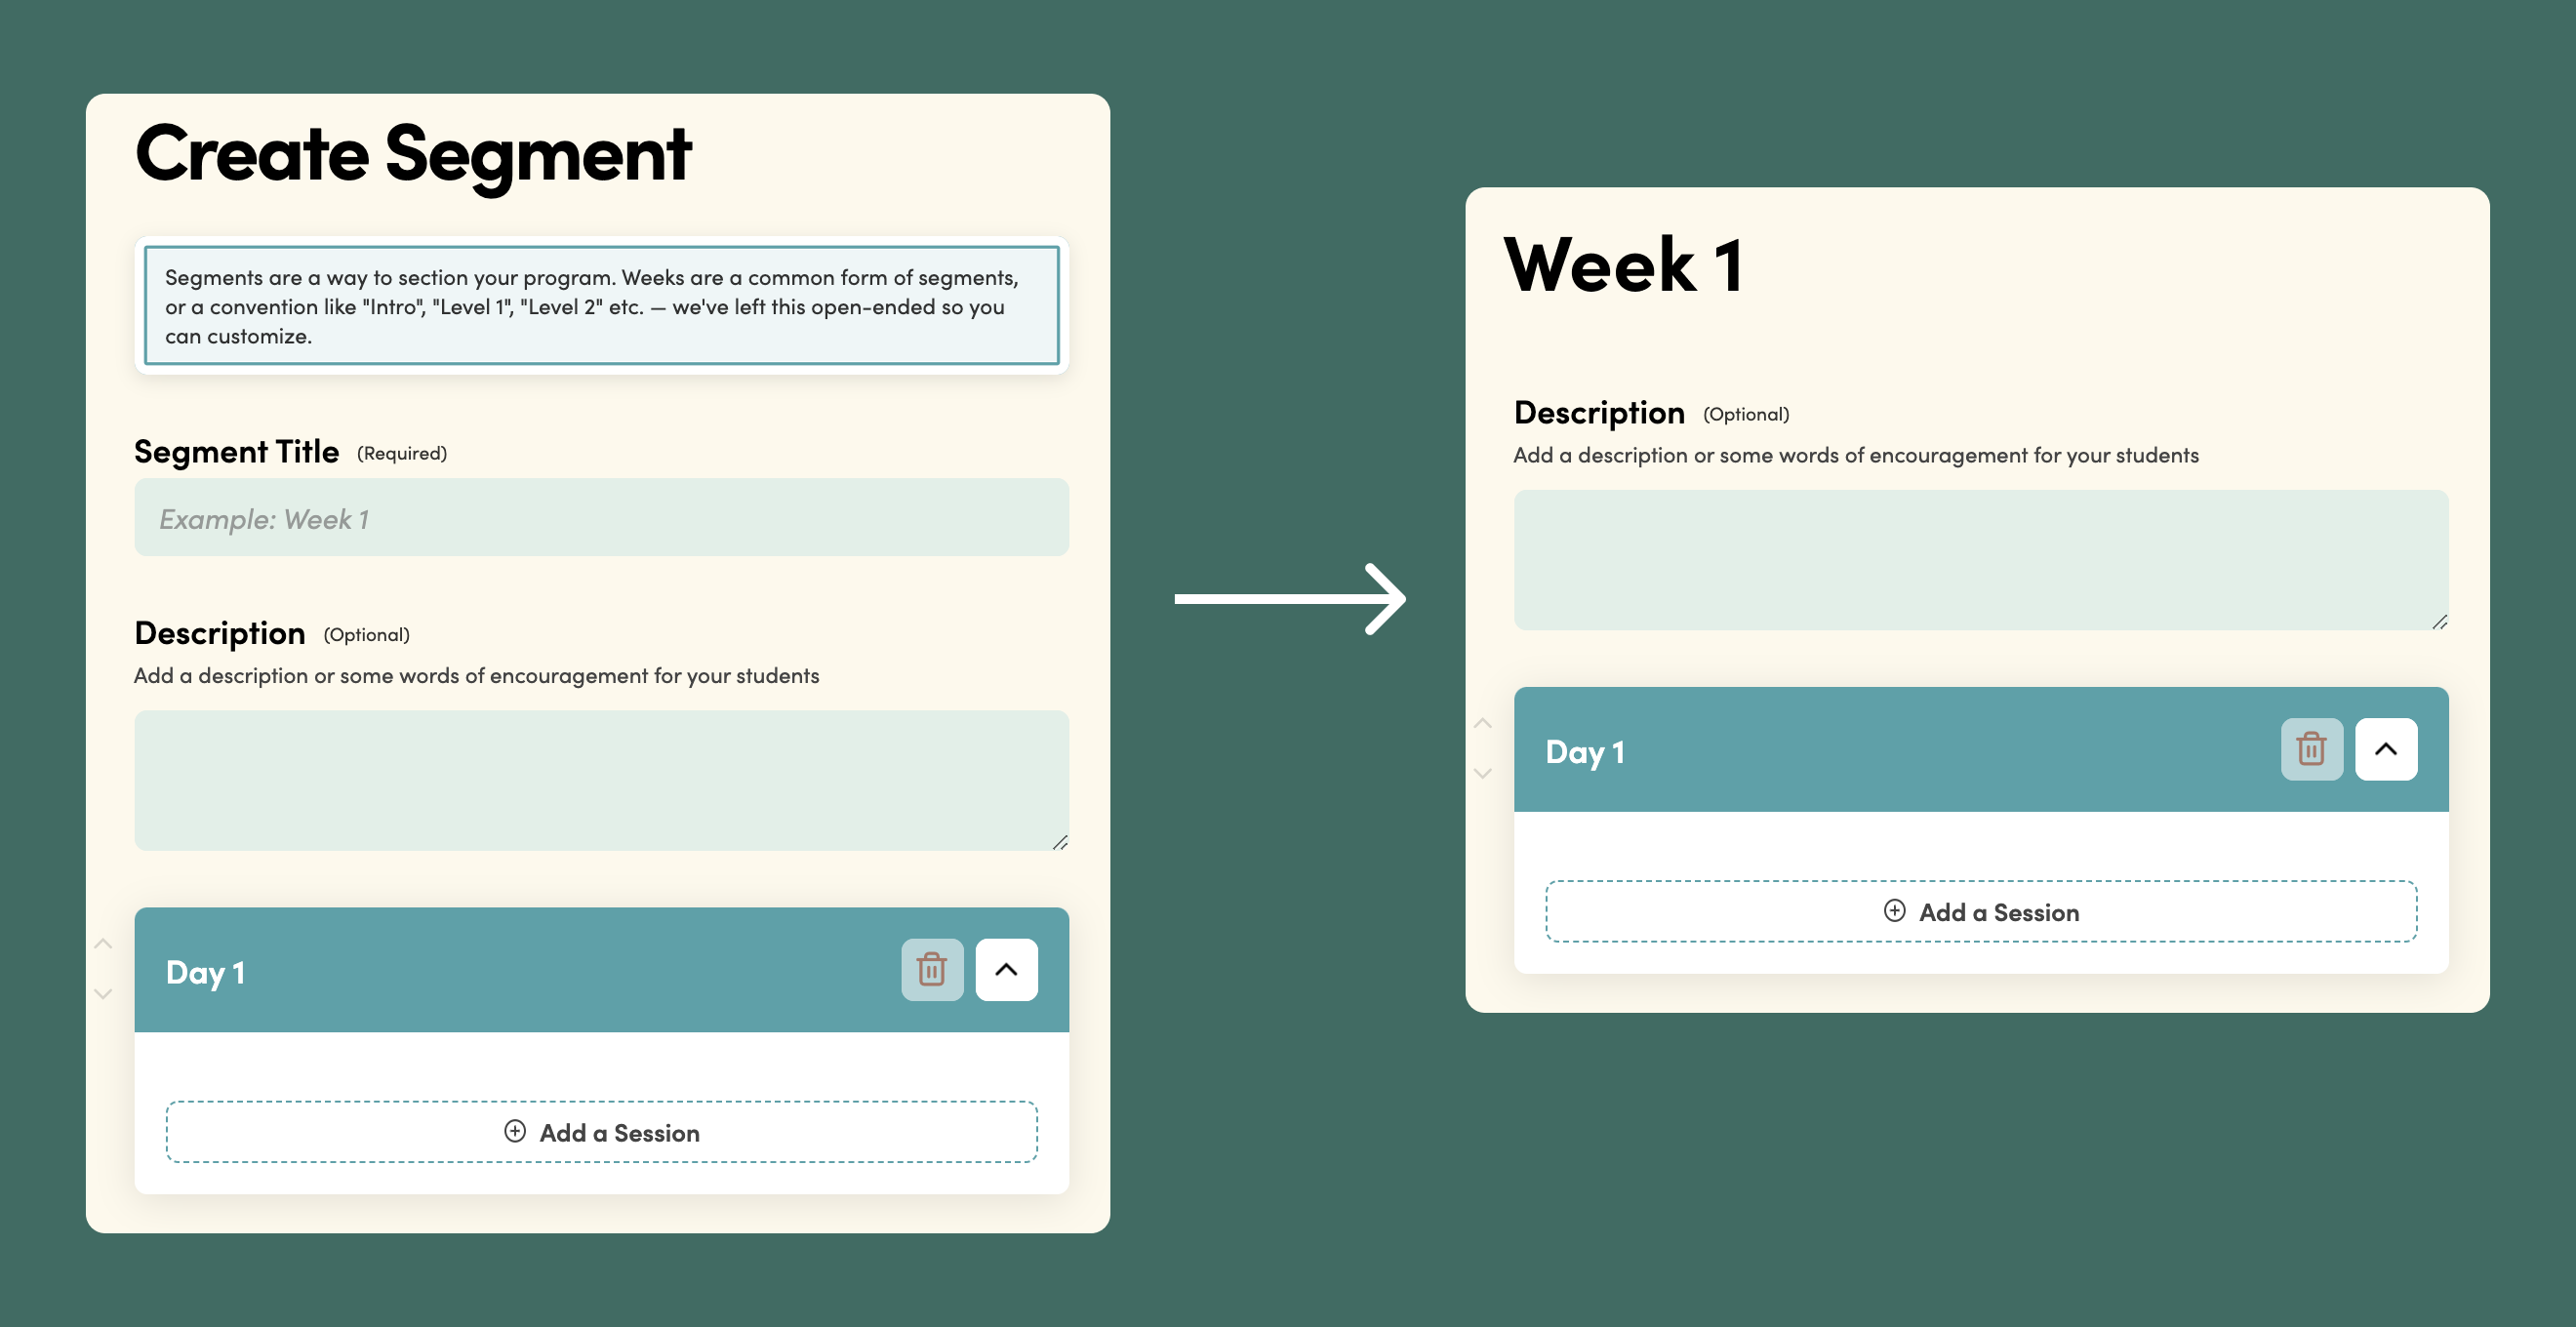 Create Segment
Segments are a way to section your program. Weeks are a common form of segments,
or a convention like "Intro", "Level 1", "Level 2" etc. — we've left this open-ended so you
can customize.
Segment Title (Required)
Example: Week 1
Description (Optional)
Add a description or some words of encouragement for your students
Day 1
Add a Session
Week 1
Description (Optional)
Add a description or some words of encouragement for your students
Day 1
Add a Session